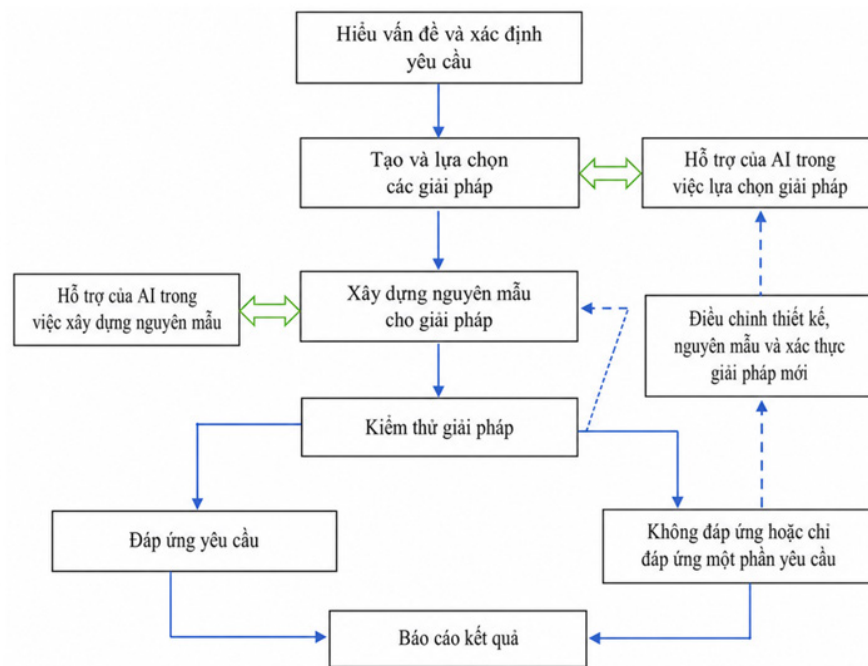 Hiểu vấn đề và xác định
yêu cầu
Tạo và lựa chọn
các giải pháp
Hỗ trợ của AI trong
việc lựa chọn giải pháp
Hỗ trợ của AI trong
việc xây dựng nguyên mẫu
Xây dựng nguyên mẫu
cho giải pháp
Điều chỉnh thiết kế,
nguyên mẫu và xác thực
giải pháp mới
Kiểm thử giải pháp
Đáp ứng yêu cầu
Không đáp ứng hoặc chỉ
đáp ứng một phần yêu cầu
Báo cáo kết quả